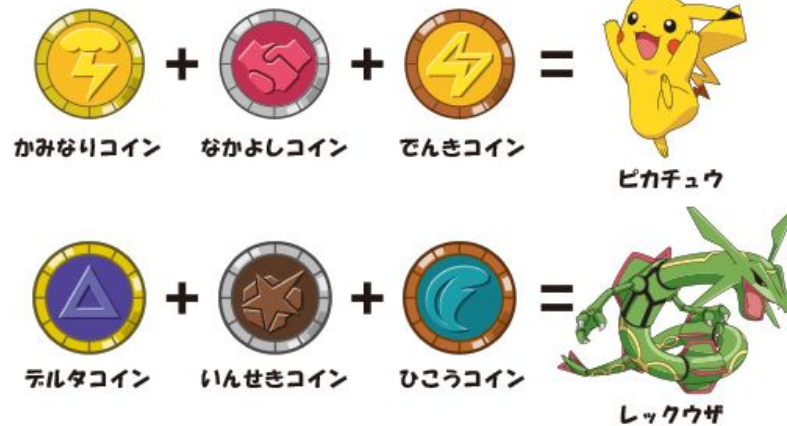 かみなりコイン なかよしコイン でんきコイン
ピカチュウ
デルタコイン いんせきコイン ひこうコイン
レックウザ